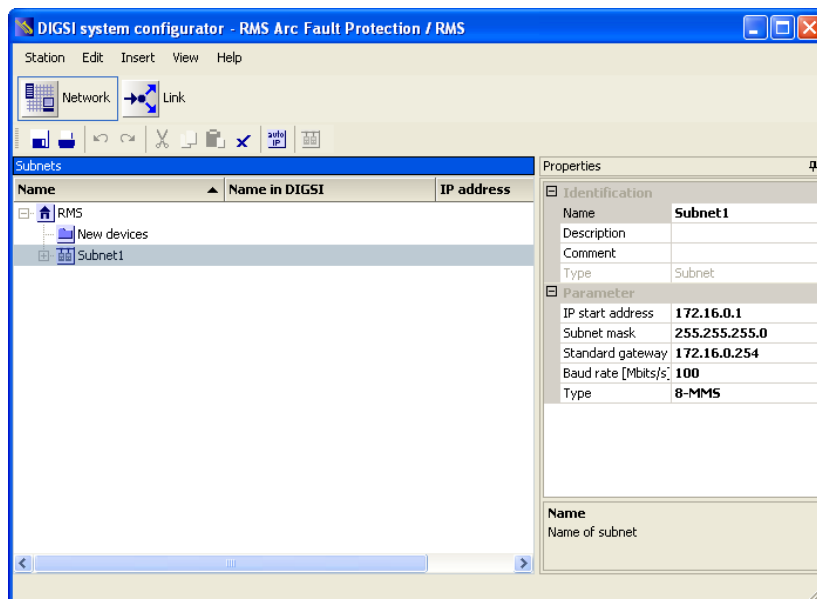 DIGSI system configurator - RMS Arc Fault Protection / RMS
Station Edit Insert View Help
Network Link
auto IP
Subnets
Name Name in DIGSI IP address
RMS
New devices
Subnet1
Properties
Identification
Name Subnet1
Description
Comment
Type Subnet
Parameter
IP start address 172.16.0.1
Subnet mask 255.255.255.0
Standard gateway 172.16.0.254
Baud rate [Mbits/s] 100
Type 8-MMS
Name
Name of subnet